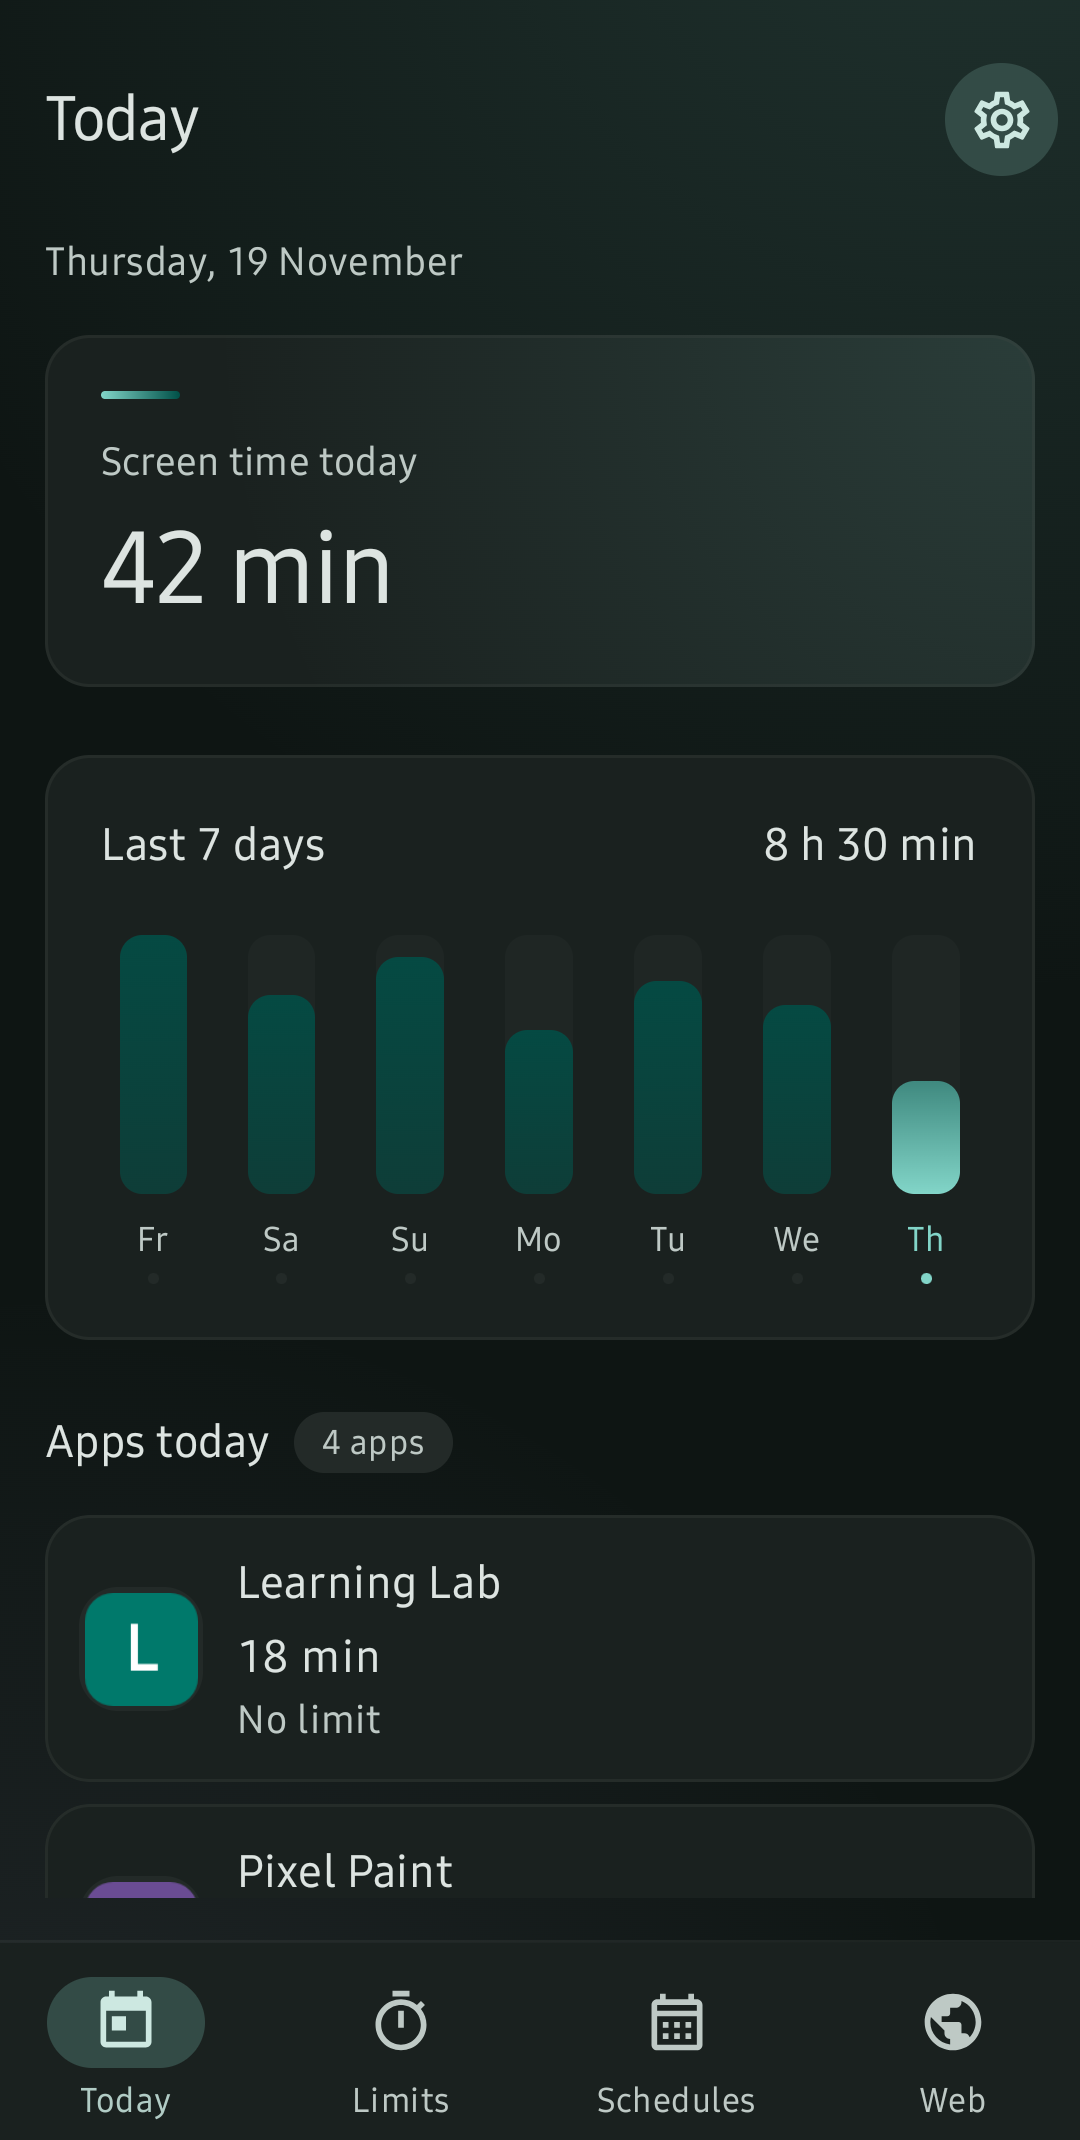 Today
Thursday, 19 November
Screen time today
42 min
Last 7 days 8 h 30 min
Fr Sa Su Mo Tu We Th
Apps today 4 apps
Learning Lab
L
18 min
No limit
Pixel Paint
Today Limits Schedules Web